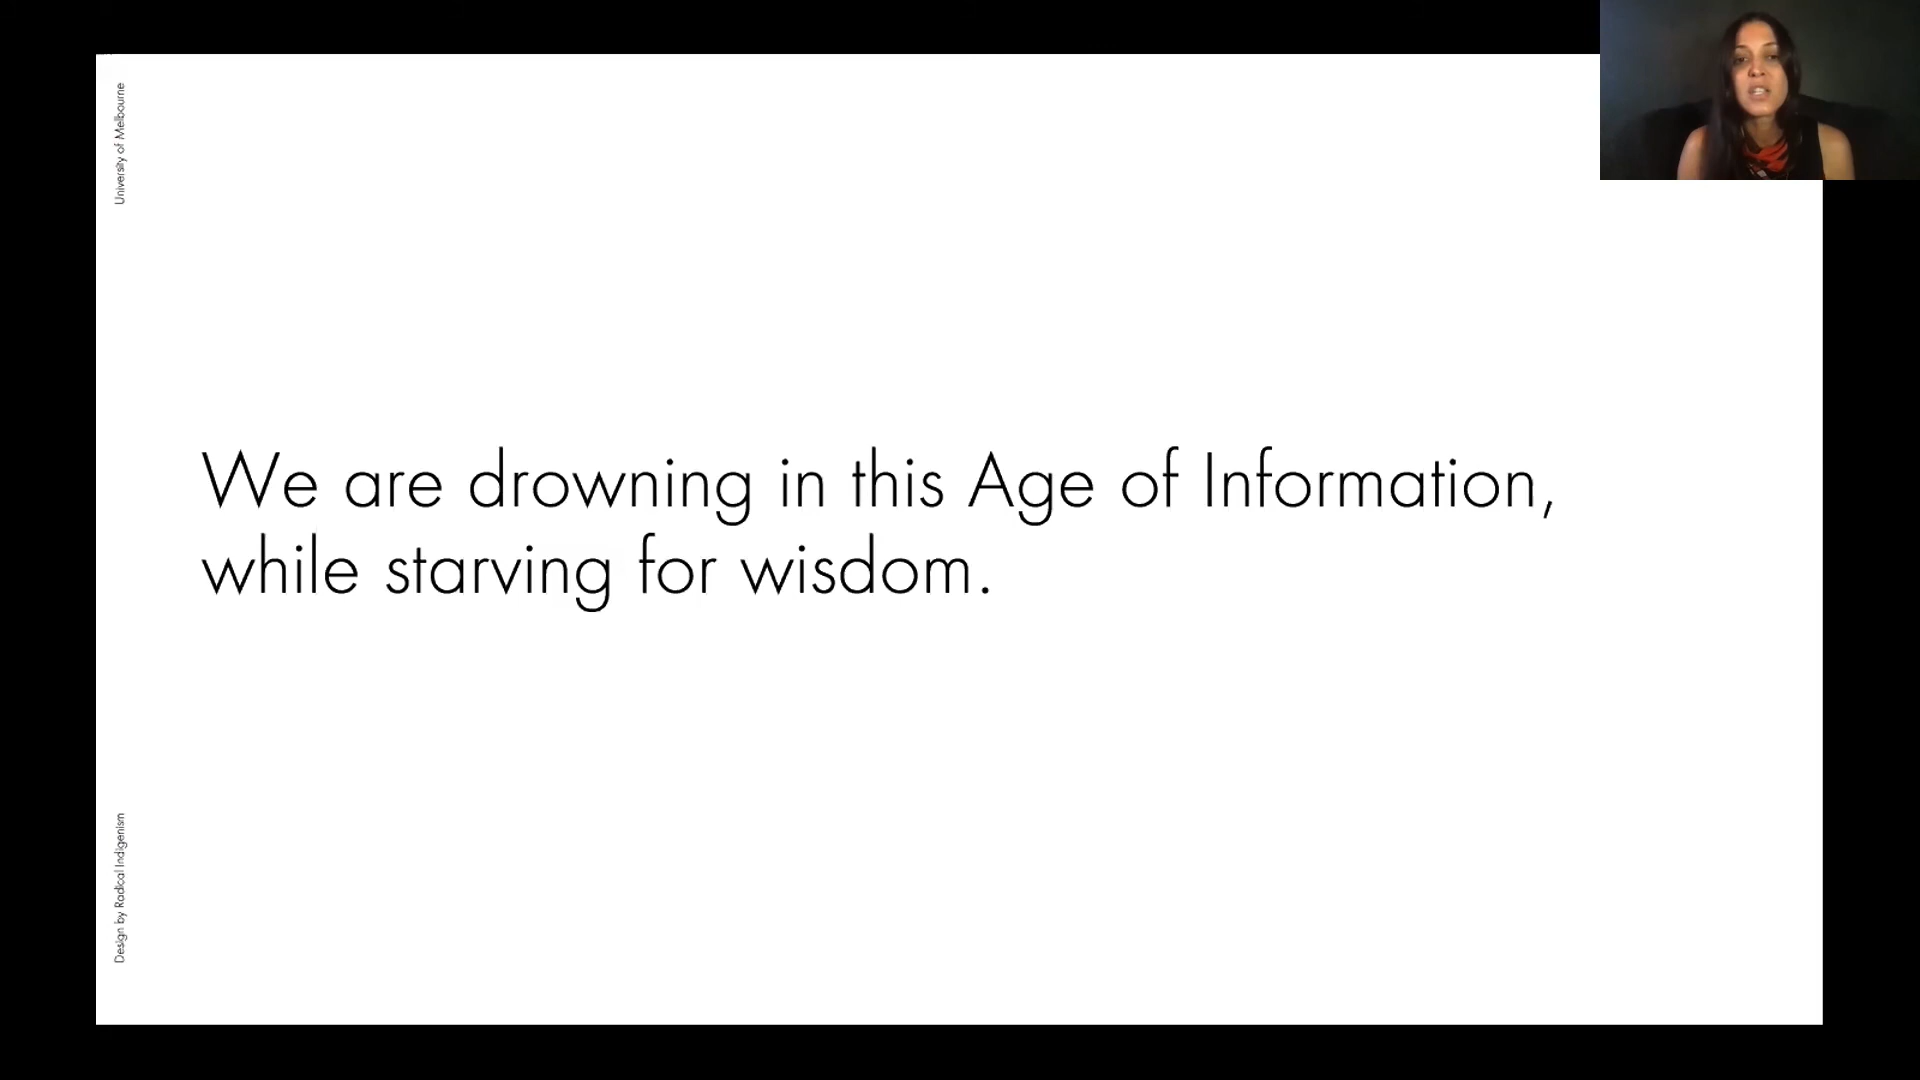 University of Melbourne
We are drowning in this Age of Information,
while starving for wisdom.
Design by Radical Indigenism